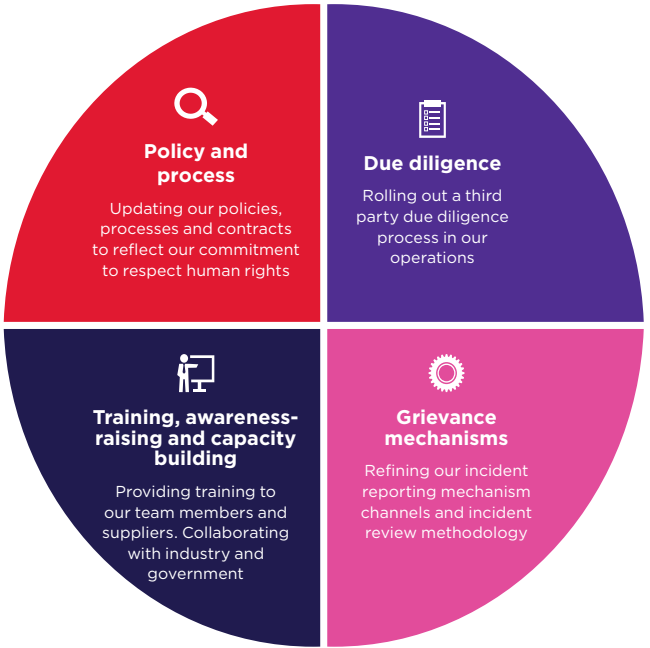 Policy and
process
Updating our policies,
processes and contracts
to reflect our commitment
to respect human rights
Due diligence
Rolling out a third
party due diligence
process in our
operations
Training, awareness-
raising and capacity
building
Providing training to
our team members and
suppliers. Collaborating
with industry and
government
Grievance
mechanisms
Refining our incident
reporting mechanism
channels and incident
review methodology